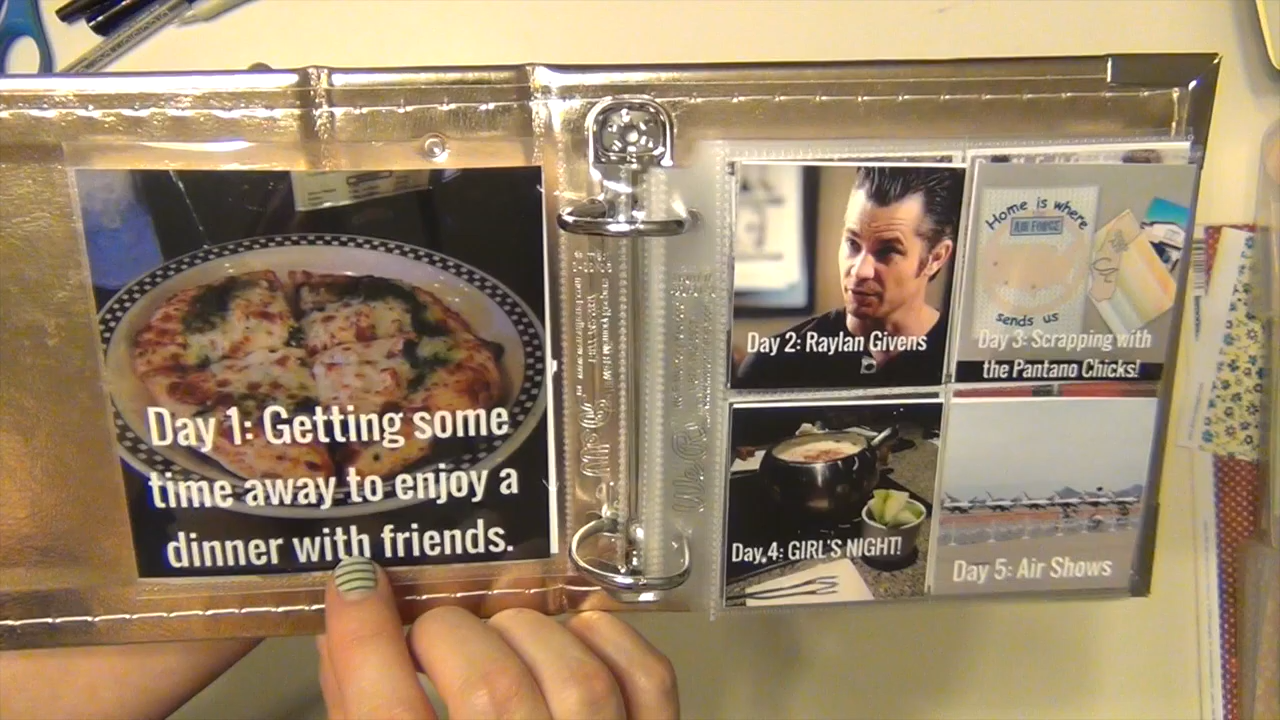 Day 1: Getting some
time away to enjoy a
dinner with friends.
Day 2: Raylan Givens
Home is where
AIR FORCE
sends us
Day 3: Scrapping with
the Pantano Chicks!
Day 4: GIRL'S NIGHT!
Day 5: Air Shows
We R